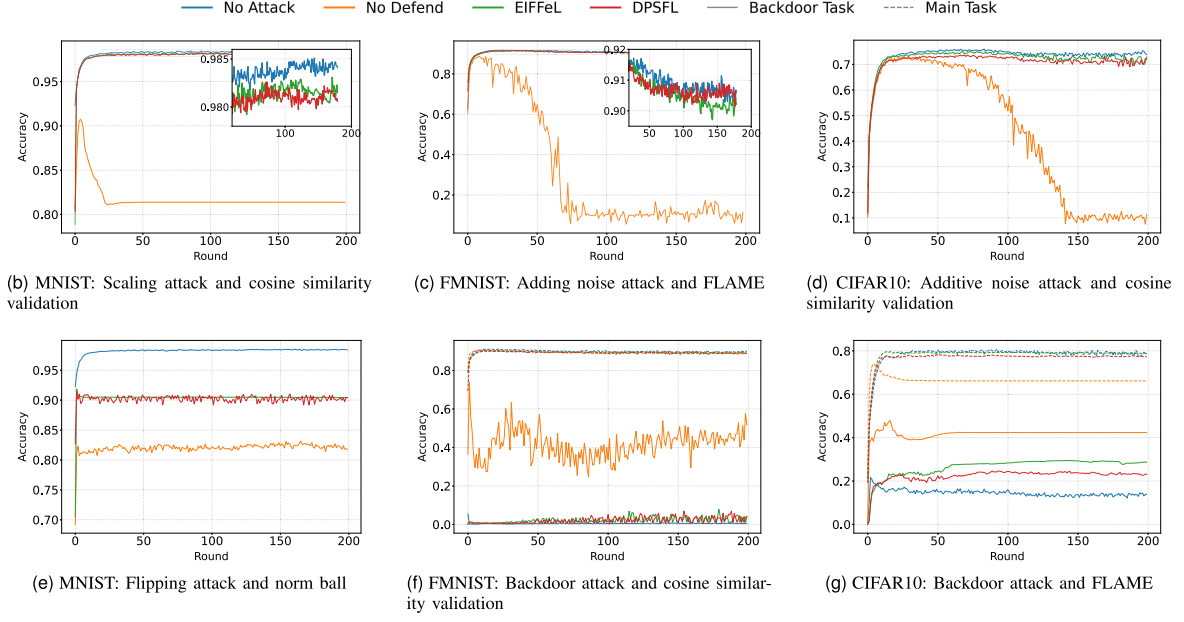 No Attack No Defend EIFFeL DPSFL Backdoor Task Main Task
Accuracy
0.95
0.90
0.85
0.80
0.985
0.980
100 200
0 50 100 150 200
Round
(b) MNIST: Scaling attack and cosine similarity
validation
Accuracy
0.8
0.6
0.4
0.2
0.92
0.91
0.90
50 100 150 200
0 50 100 150 200
Round
(c) FMNIST: Adding noise attack and FLAME
Accuracy
0.7
0.6
0.5
0.4
0.3
0.2
0.1
0 50 100 150 200
Round
(d) CIFAR10: Additive noise attack and cosine
similarity validation
Accuracy
0.95
0.90
0.85
0.80
0.75
0.70
0 50 100 150 200
Round
(e) MNIST: Flipping attack and norm ball
Accuracy
0.8
0.6
0.4
0.2
0.0
0 50 100 150 200
Round
(f) FMNIST: Backdoor attack and cosine similar-
ity validation
Accuracy
0.8
0.6
0.4
0.2
0.0
0 50 100 150 200
Round
(g) CIFAR10: Backdoor attack and FLAME